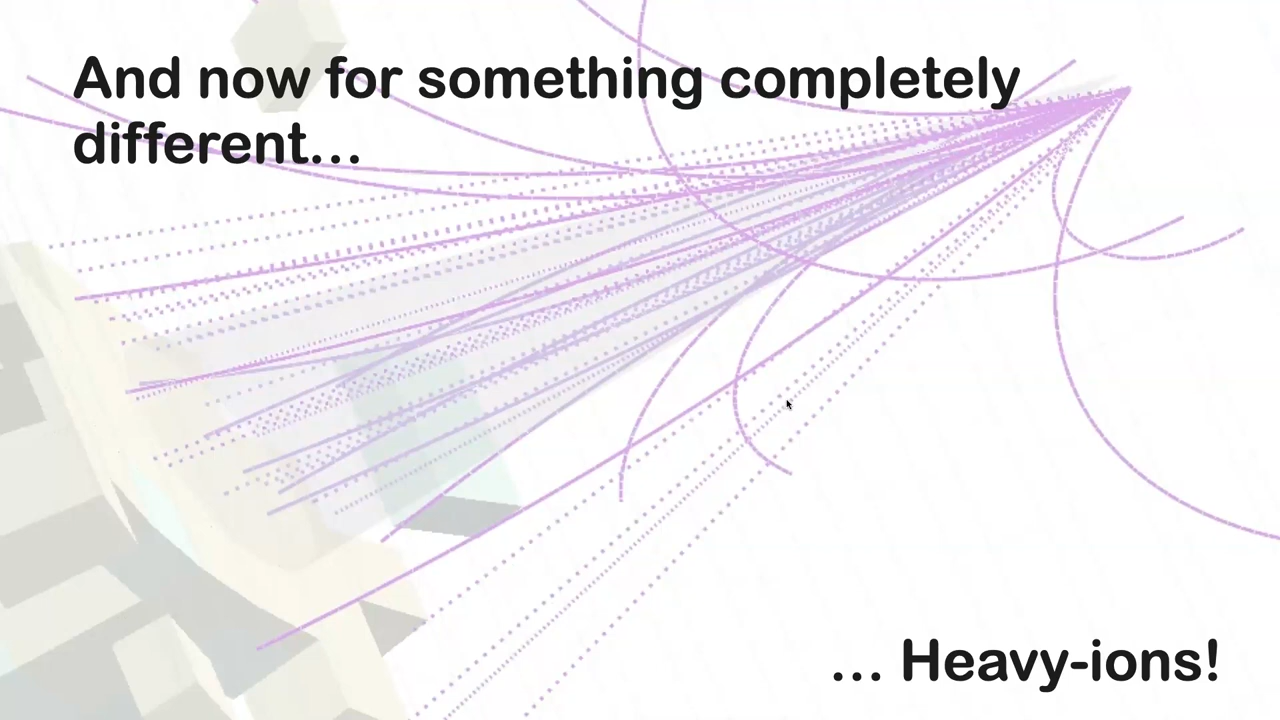 And now for something completely
different…
… Heavy-ions!